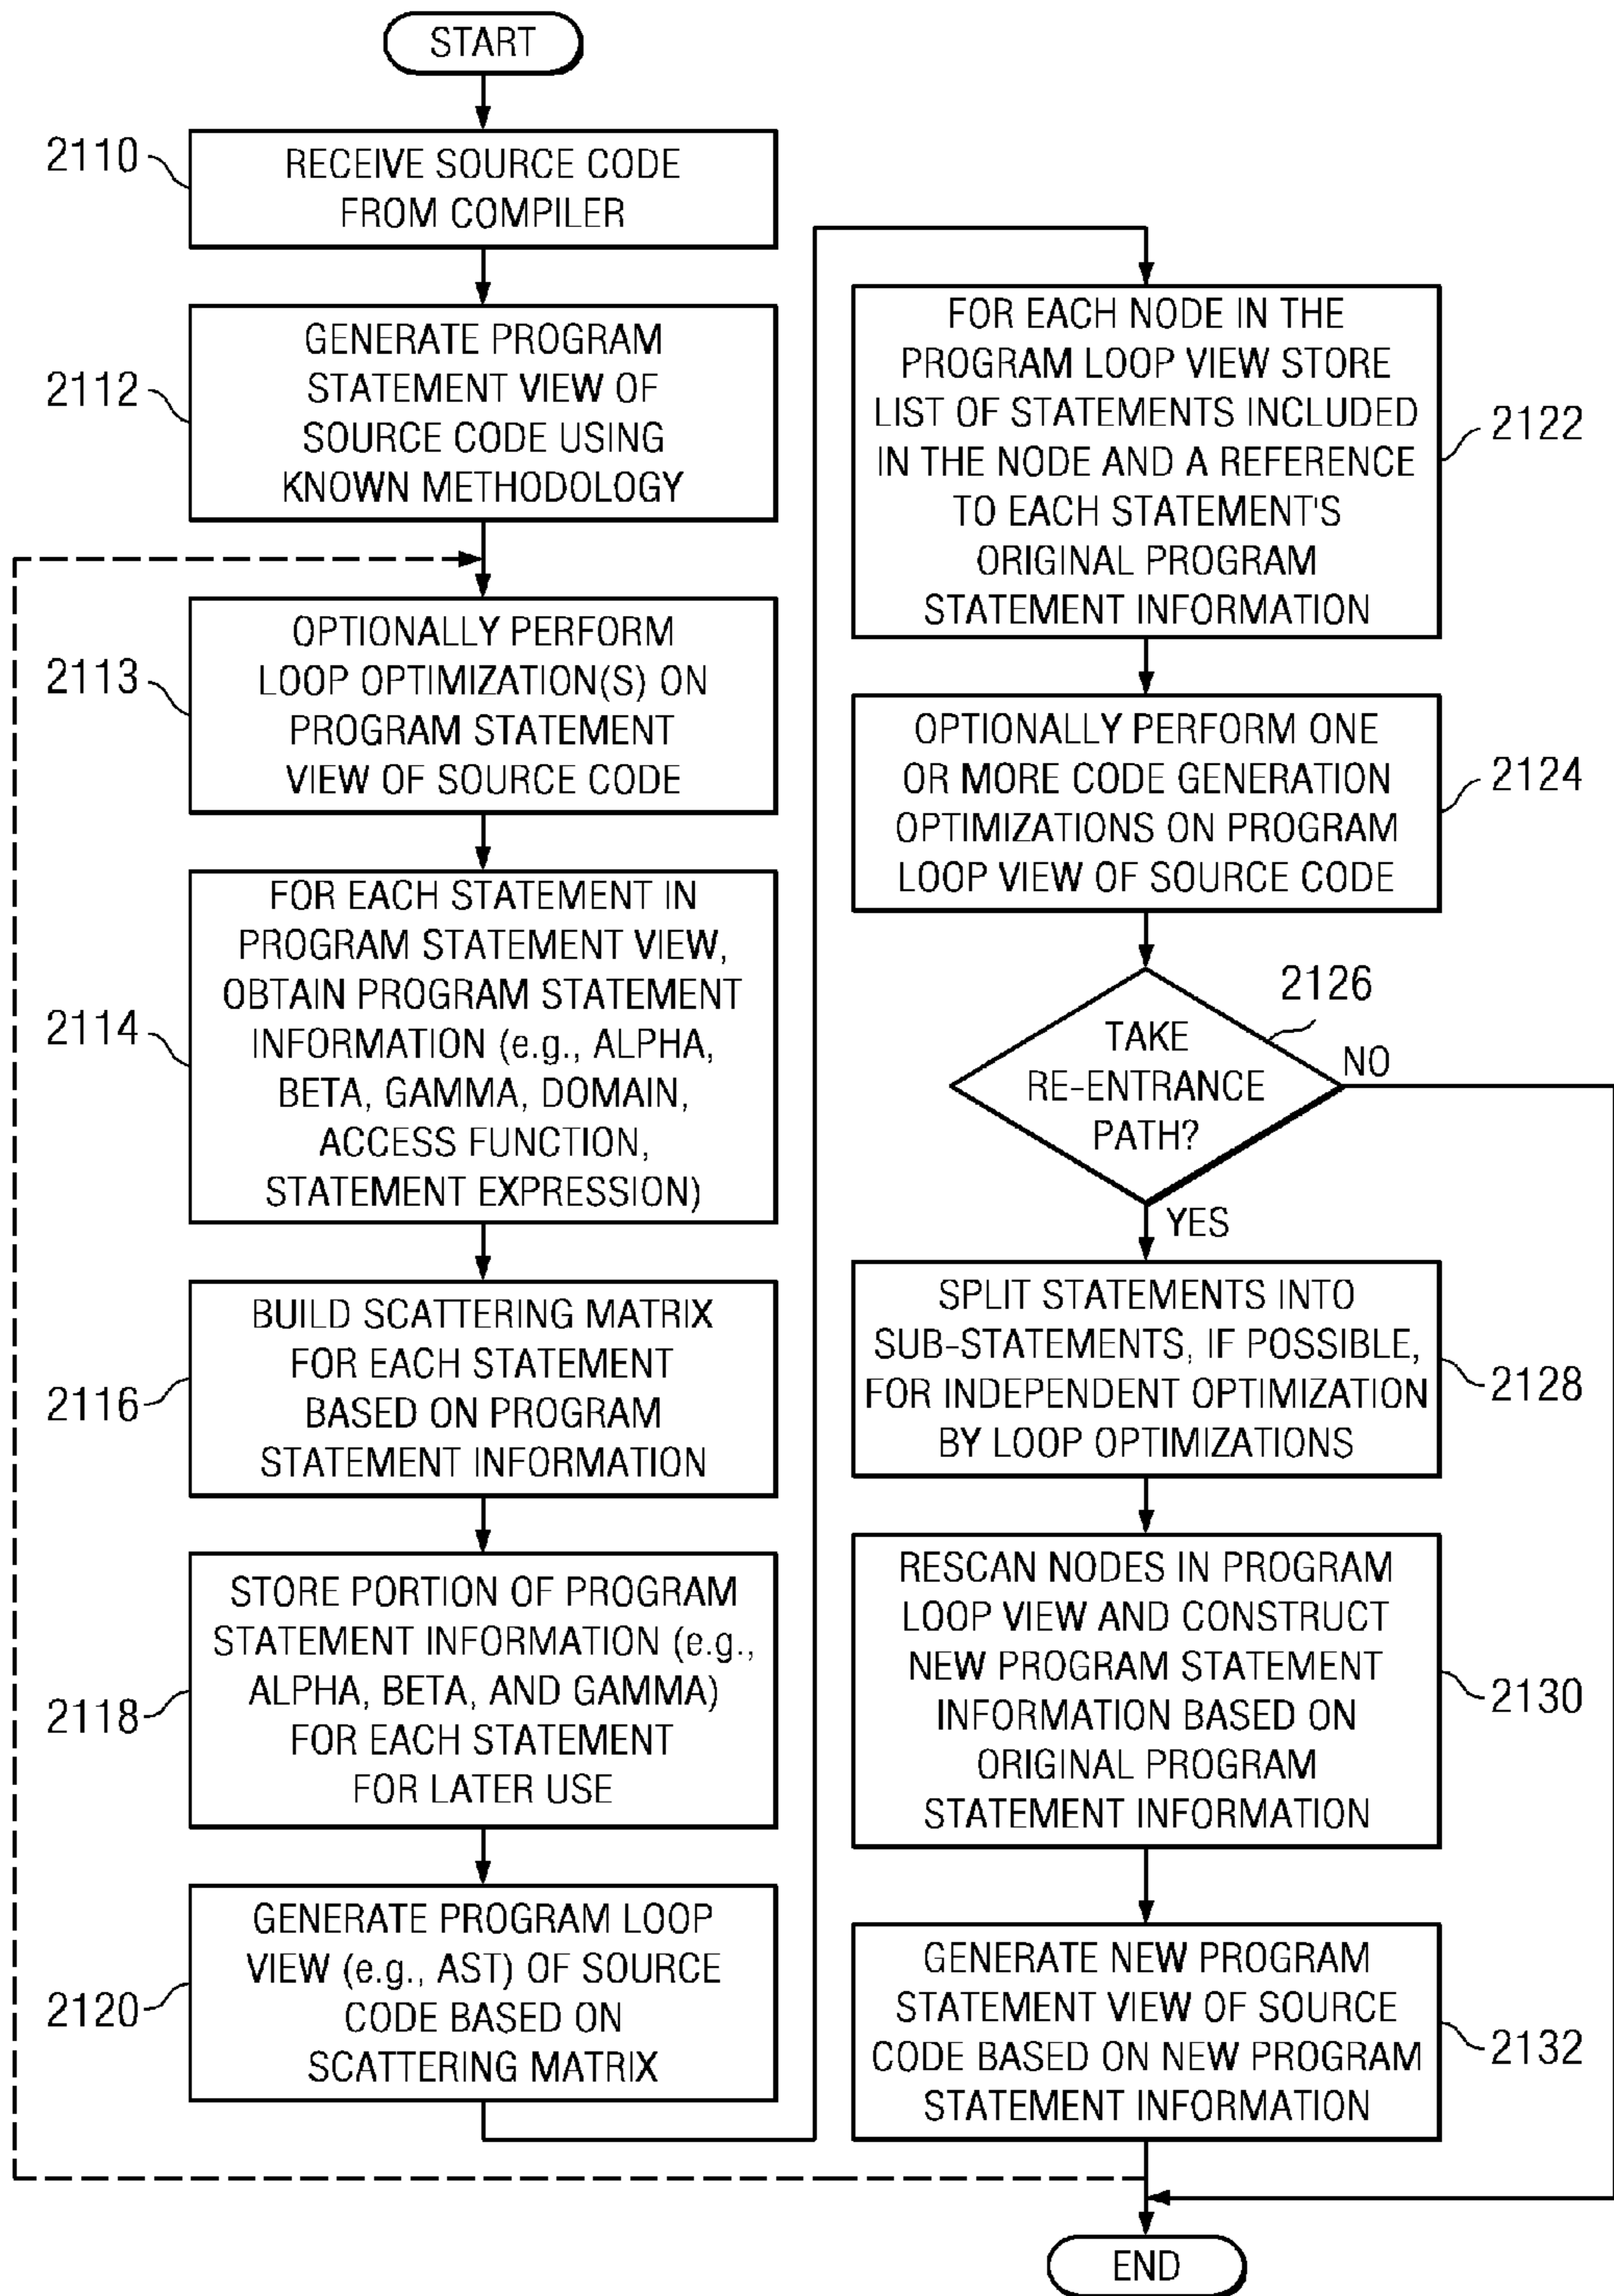 START
2110
RECEIVE SOURCE CODE
FROM COMPILER
2112
GENERATE PROGRAM
STATEMENT VIEW OF
SOURCE CODE USING
KNOWN METHODOLOGY
2113
OPTIONALLY PERFORM
LOOP OPTIMIZATION(S) ON
PROGRAM STATEMENT
VIEW OF SOURCE CODE
2114
FOR EACH STATEMENT IN
PROGRAM STATEMENT VIEW,
OBTAIN PROGRAM STATEMENT
INFORMATION (e.g., ALPHA,
BETA, GAMMA, DOMAIN,
ACCESS FUNCTION,
STATEMENT EXPRESSION)
2116
BUILD SCATTERING MATRIX
FOR EACH STATEMENT
BASED ON PROGRAM
STATEMENT INFORMATION
2118
STORE PORTION OF PROGRAM
STATEMENT INFORMATION (e.g.,
ALPHA, BETA, AND GAMMA)
FOR EACH STATEMENT
FOR LATER USE
2120
GENERATE PROGRAM LOOP
VIEW (e.g., AST) OF SOURCE
CODE BASED ON
SCATTERING MATRIX
FOR EACH NODE IN THE
PROGRAM LOOP VIEW STORE
LIST OF STATEMENTS INCLUDED
IN THE NODE AND A REFERENCE
TO EACH STATEMENT'S
ORIGINAL PROGRAM
STATEMENT INFORMATION
2122
OPTIONALLY PERFORM ONE
OR MORE CODE GENERATION
OPTIMIZATIONS ON PROGRAM
LOOP VIEW OF SOURCE CODE
2124
2126
TAKE
RE-ENTRANCE
PATH?
NO
YES
SPLIT STATEMENTS INTO
SUB-STATEMENTS, IF POSSIBLE,
FOR INDEPENDENT OPTIMIZATION
BY LOOP OPTIMIZATIONS
2128
RESCAN NODES IN PROGRAM
LOOP VIEW AND CONSTRUCT
NEW PROGRAM STATEMENT
INFORMATION BASED ON
ORIGINAL PROGRAM
STATEMENT INFORMATION
2130
GENERATE NEW PROGRAM
STATEMENT VIEW OF SOURCE
CODE BASED ON NEW PROGRAM
STATEMENT INFORMATION
2132
END